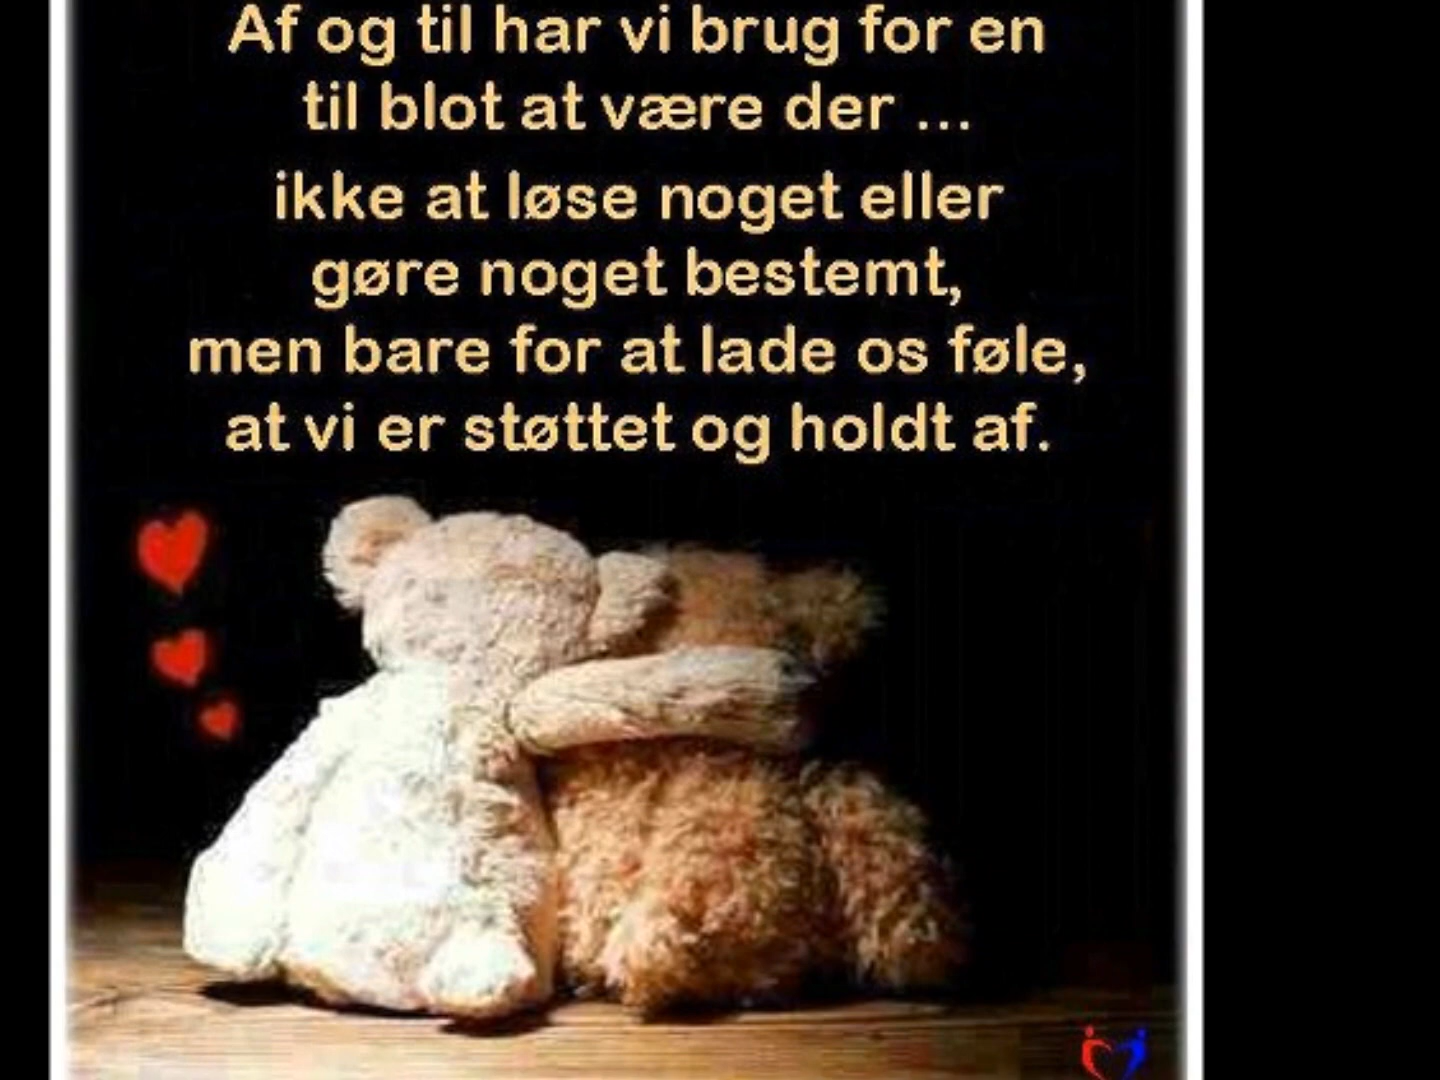 Af og til har vi brug for en
til blot at være der ...
ikke at løse noget eller
gøre noget bestemt,
men bare for at lade os føle,
at vi er støttet og holdt af.